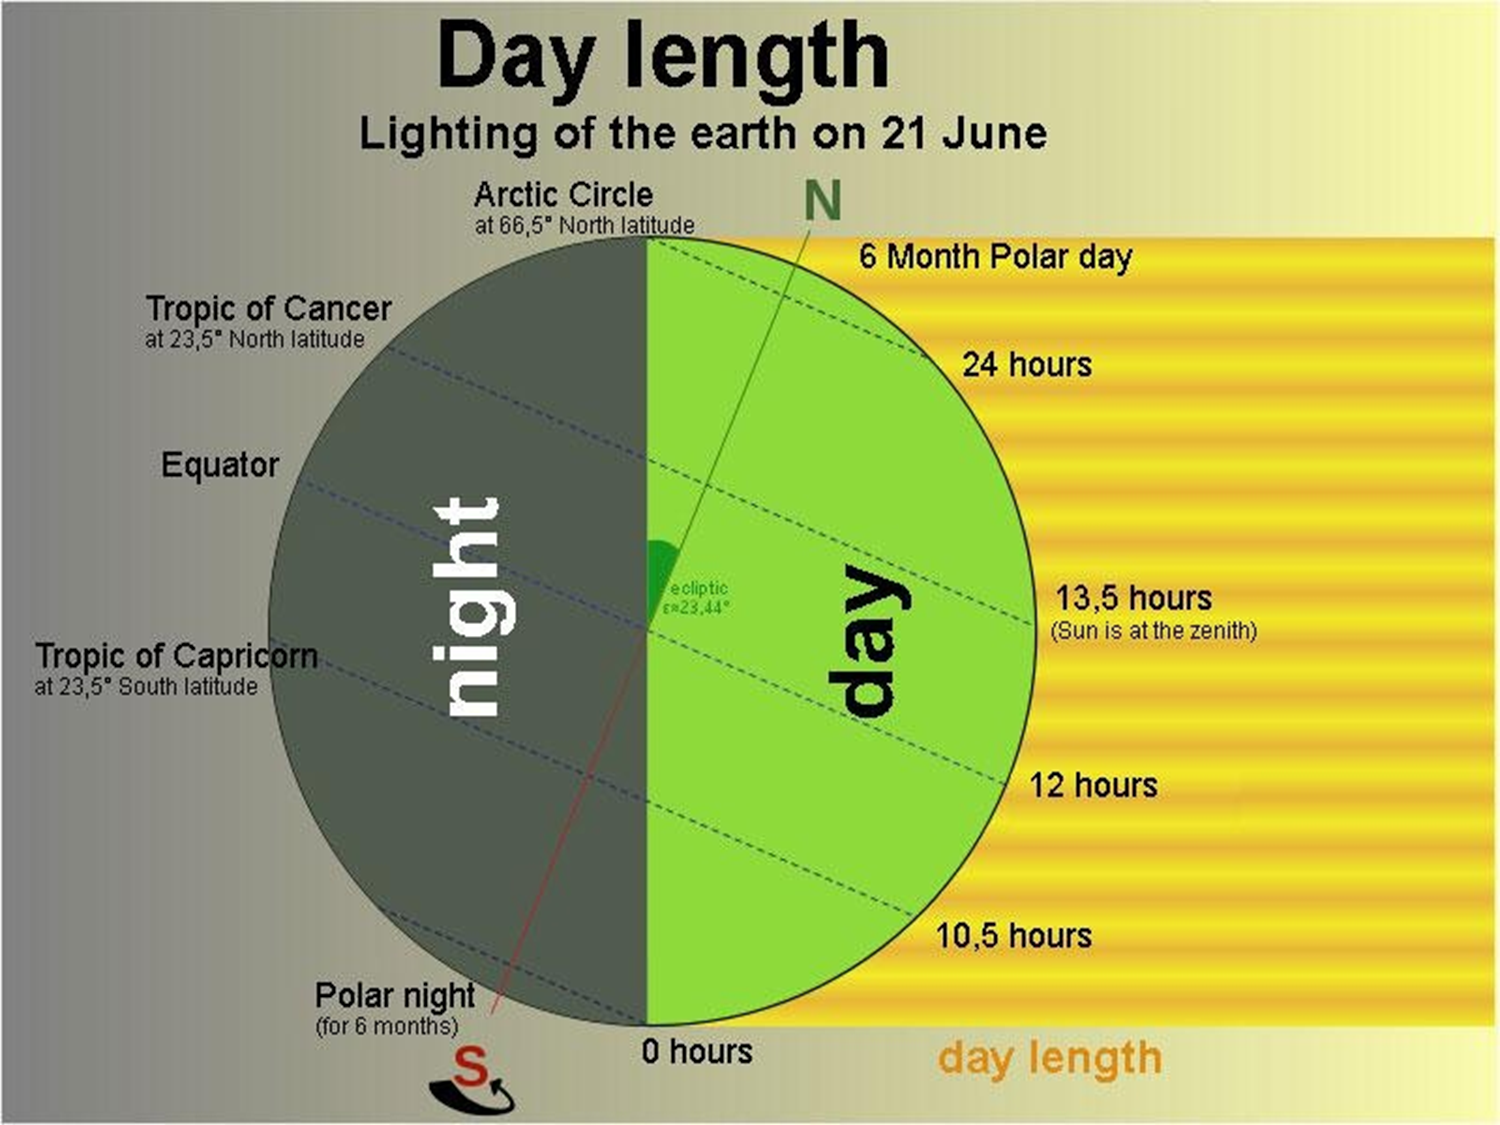 Day length
Lighting of the earth on 21 June
Arctic Circle
at 66,5° North latitude
N
6 Month Polar day
Tropic of Cancer
at 23,5° North latitude
24 hours
Equator
night
day
ecliptic
ε=23,44°
13,5 hours
(Sun is at the zenith)
Tropic of Capricorn
at 23,5° South latitude
12 hours
10,5 hours
Polar night
(for 6 months)
S
0 hours
day length